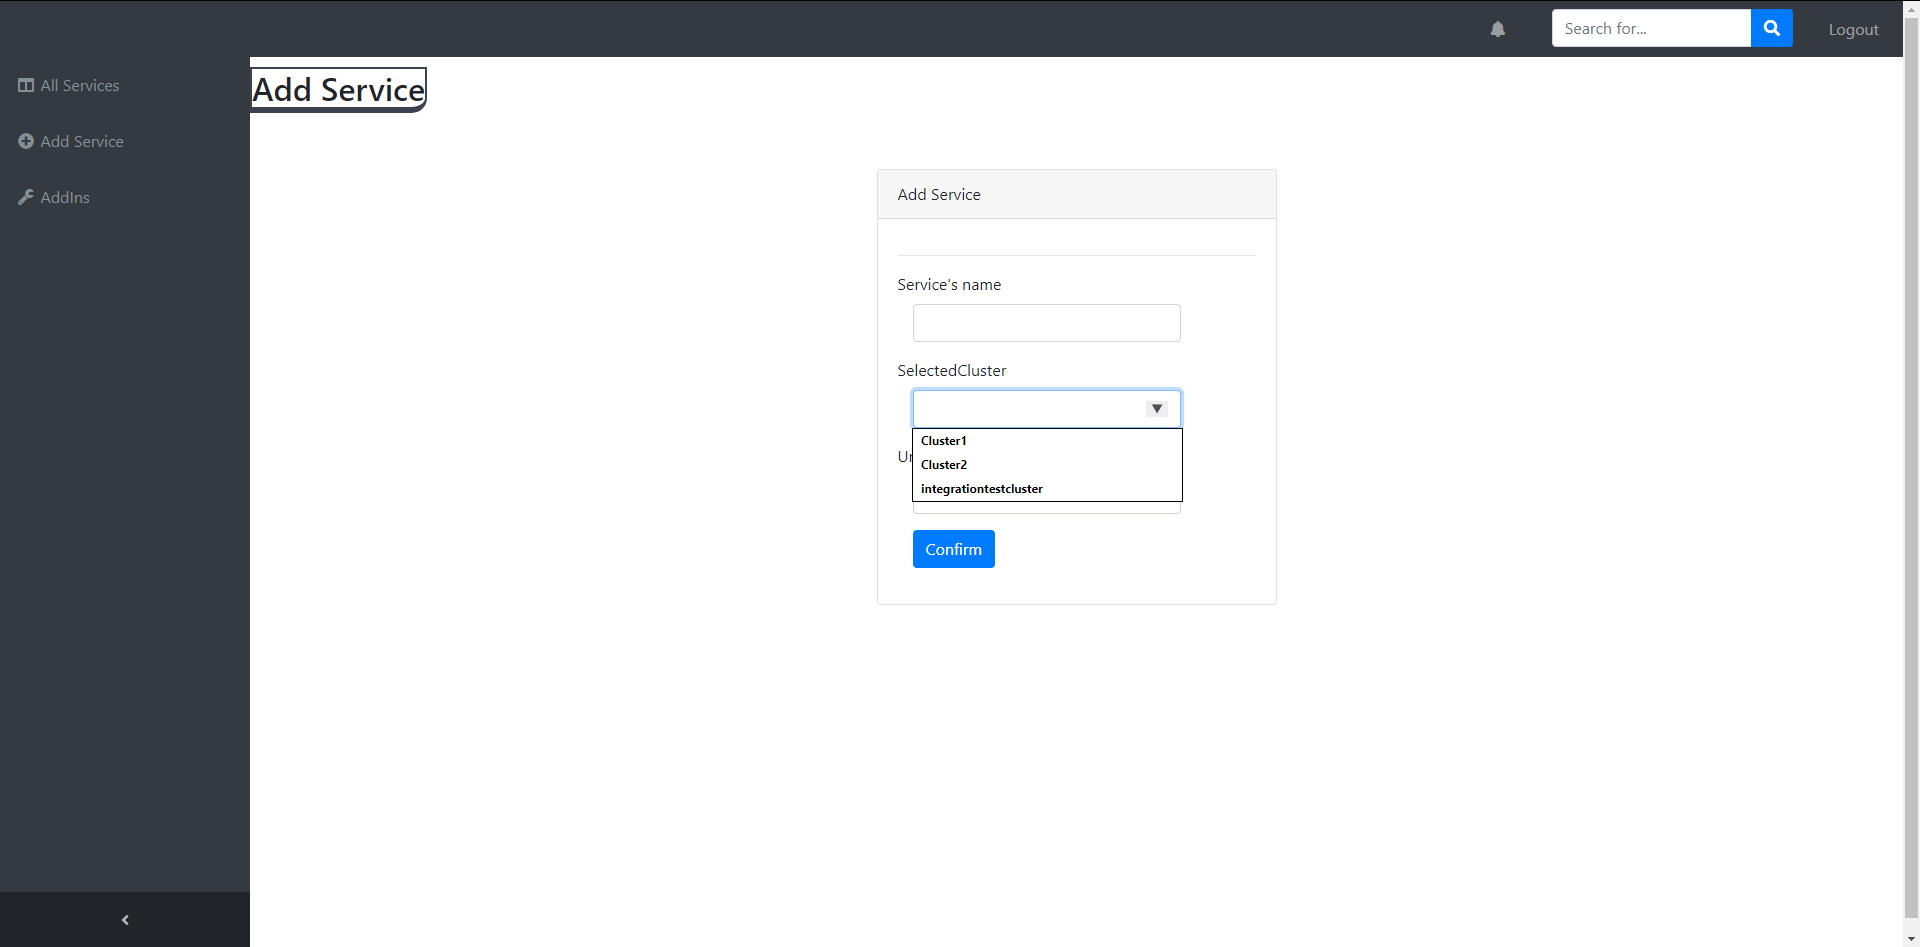 Search for...
Logout
All Services
Add Service
AddIns
Add Service
Add Service
Service's name
SelectedCluster
Cluster1
Cluster2
integrationtestcluster
Confirm